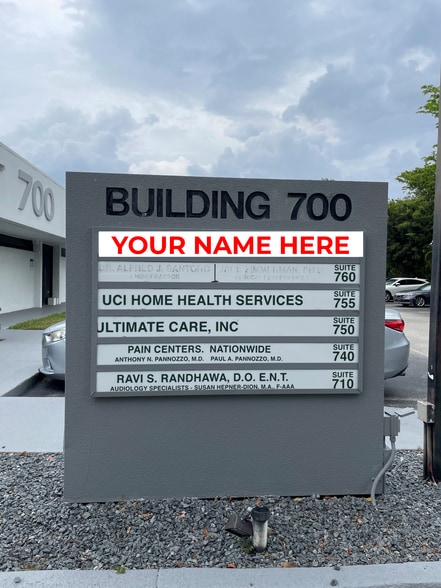 700
BUILDING 700
YOUR NAME HERE
SUITE
760
UCI HOME HEALTH SERVICES
SUITE
755
ULTIMATE CARE, INC
SUITE
750
PAIN CENTERS. NATIONWIDE
ANTHONY N. PANNOZZO, M.D. PAUL A. PANNOZZO, M.D.
SUITE
740
RAVI S. RANDHAWA, D.O. E.N.T.
AUDIOLOGY SPECIALISTS - SUSAN HEPNER-DION, M.A., F-AAA
SUITE
710